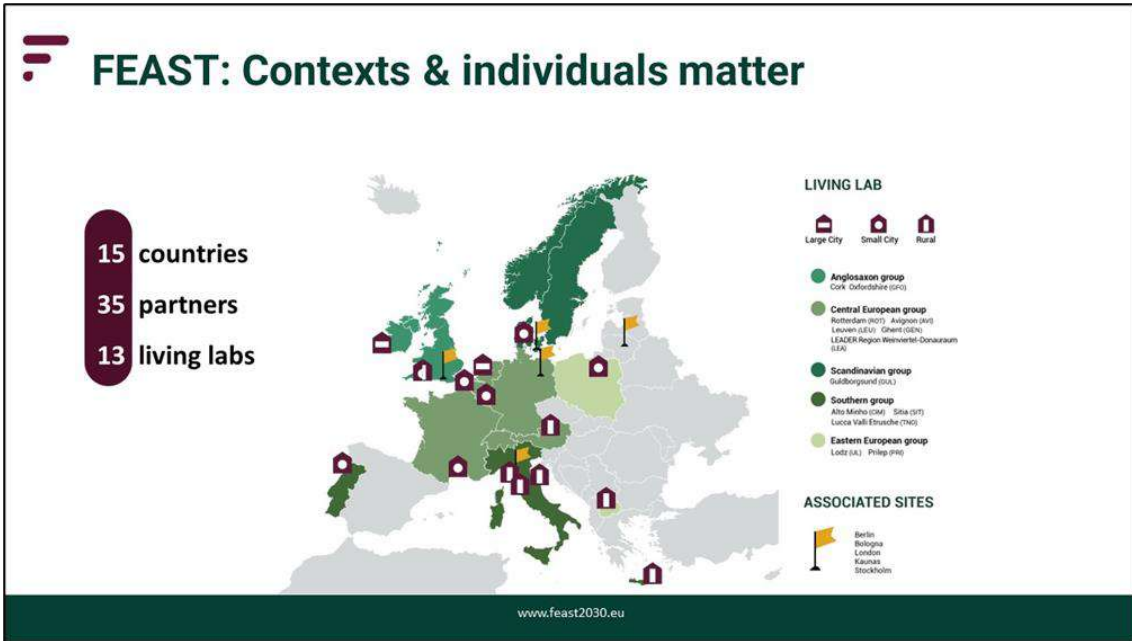 FEAST: Contexts & individuals matter
15 countries
35 partners
13 living labs
LIVING LAB
Large City Small City Rural
Anglosaxon group
Cork Oxfordshire (GFO)
Central European group
Rotterdam (ROT) Avignon (AVI)
Leuven (LEU) Ghent (GEN)
LEADER Region Weinviertel-Donauraum
(LEA)
Scandinavian group
Guldborgsund (GUL)
Southern group
Alto Minho (CIM) Sitia (SIT)
Lucca Valli Etrusche (TNO)
Eastern European group
Lodz (UL) Prilep (PRI)
ASSOCIATED SITES
Berlin
Bologna
London
Kaunas
Stockholm
www.feast2030.eu